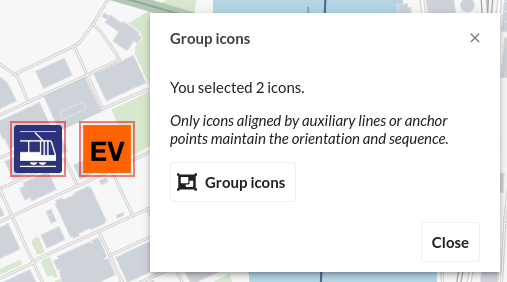 Group icons
You selected 2 icons.
Only icons aligned by auxiliary lines or anchor
points maintain the orientation and sequence.
EV
Group icons
Close